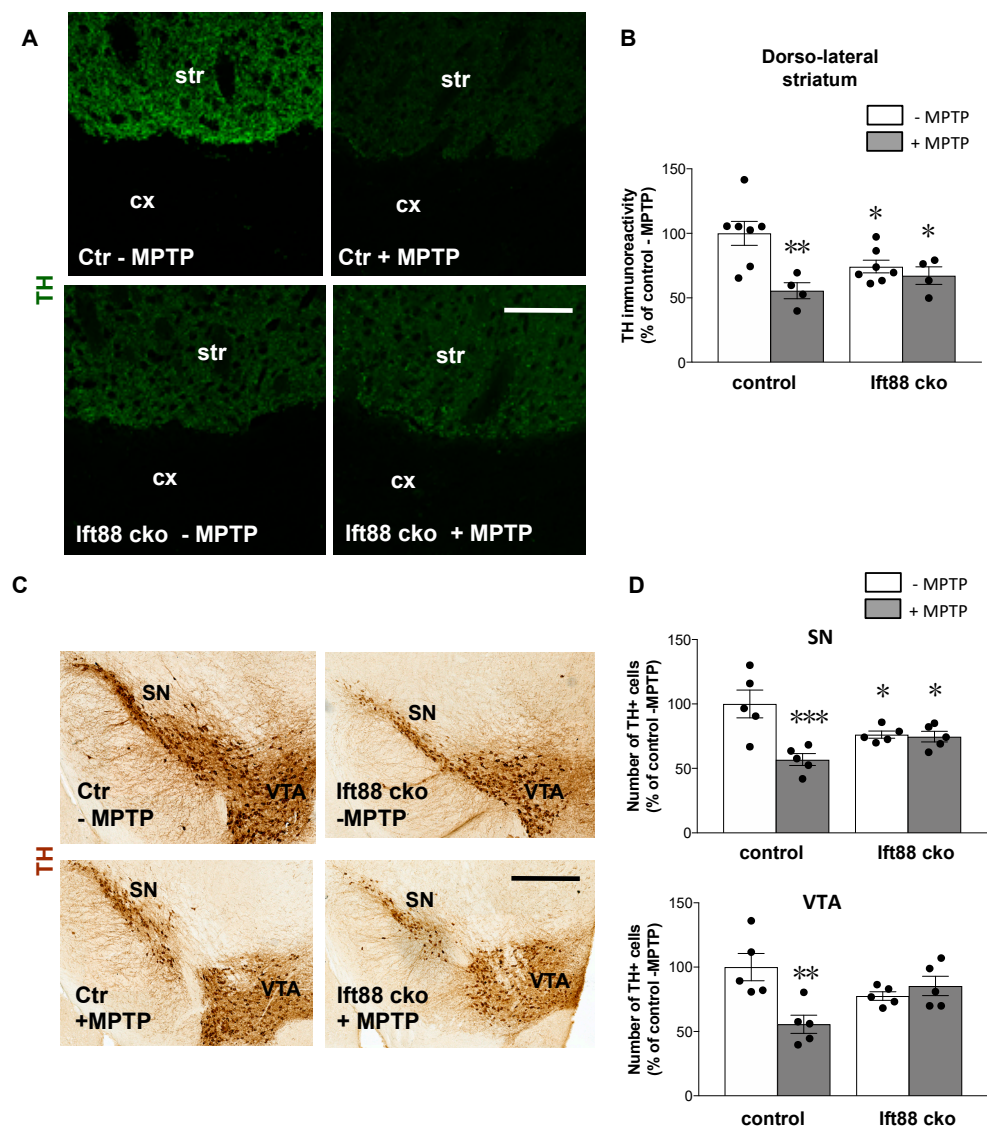 A
str
cx
Ctr - MPTP
str
cx
Ctr + MPTP
TH
str
cx
Ift88 cko - MPTP
str
cx
Ift88 cko + MPTP
B
Dorso-lateral
striatum
- MPTP
+ MPTP
TH immunoreactivity
(% of control - MPTP)
150
100
50
0
**
*
*
control
Ift88 cko
C
SN
VTA
Ctr
- MPTP
SN
VTA
Ift88 cko
-MPTP
TH
SN
VTA
Ctr
+MPTP
SN
VTA
Ift88 cko
+ MPTP
D
- MPTP
+ MPTP
SN
Number of TH+ cells
(% of control -MPTP)
150
100
50
0
***
*
*
control
Ift88 cko
VTA
Number of TH+ cells
(% of control -MPTP)
150
100
50
0
**
control
Ift88 cko